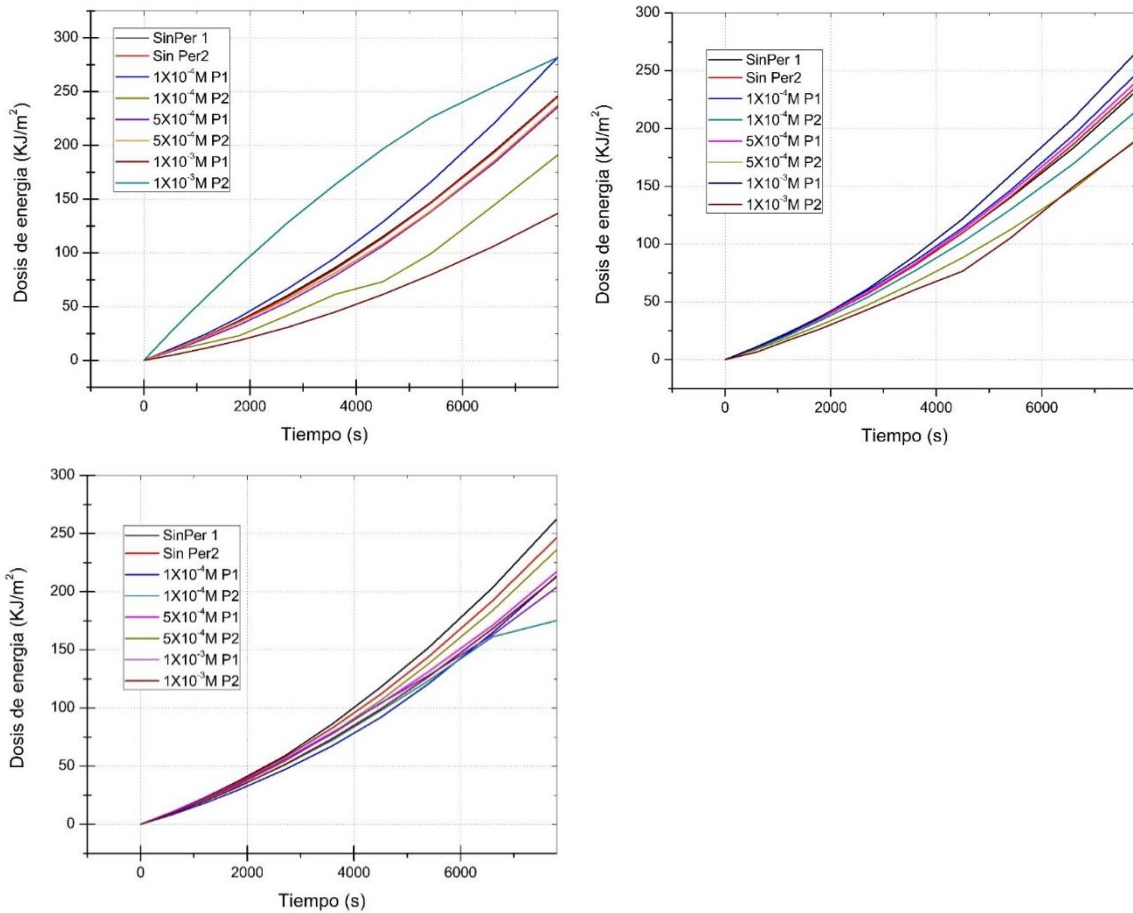 300
250
200
150
100
50
0
Dosis de energia (KJ/m²)
SinPer 1
Sin Per2
1X10⁻⁴M P1
1X10⁻⁴M P2
5X10⁻⁴M P1
5X10⁻⁴M P2
1X10⁻³M P1
1X10⁻³M P2
0 2000 4000 6000
Tiempo (s)
300
250
200
150
100
50
0
Dosis de energia (KJ/m²)
SinPer 1
Sin Per2
1X10⁻⁴M P1
1X10⁻⁴M P2
5X10⁻⁴M P1
5X10⁻⁴M P2
1X10⁻³M P1
1X10⁻³M P2
0 2000 4000 6000
Tiempo (s)
300
250
200
150
100
50
0
Dosis de energia (KJ/m²)
SinPer 1
Sin Per2
1X10⁻⁴M P1
1X10⁻⁴M P2
5X10⁻⁴M P1
5X10⁻⁴M P2
1X10⁻³M P1
1X10⁻³M P2
0 2000 4000 6000
Tiempo (s)